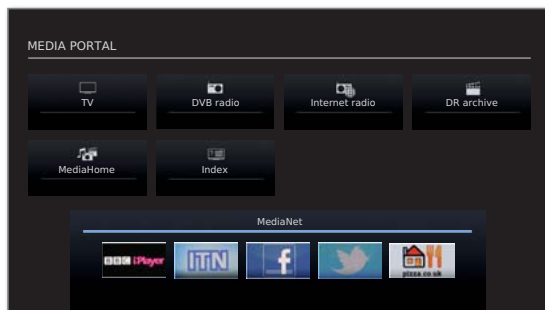 MEDIA PORTAL
TV DVB radio Internet radio DR archive
MediaHome Index
MediaNet
BBC iPlayer ITN f pizza.co.uk